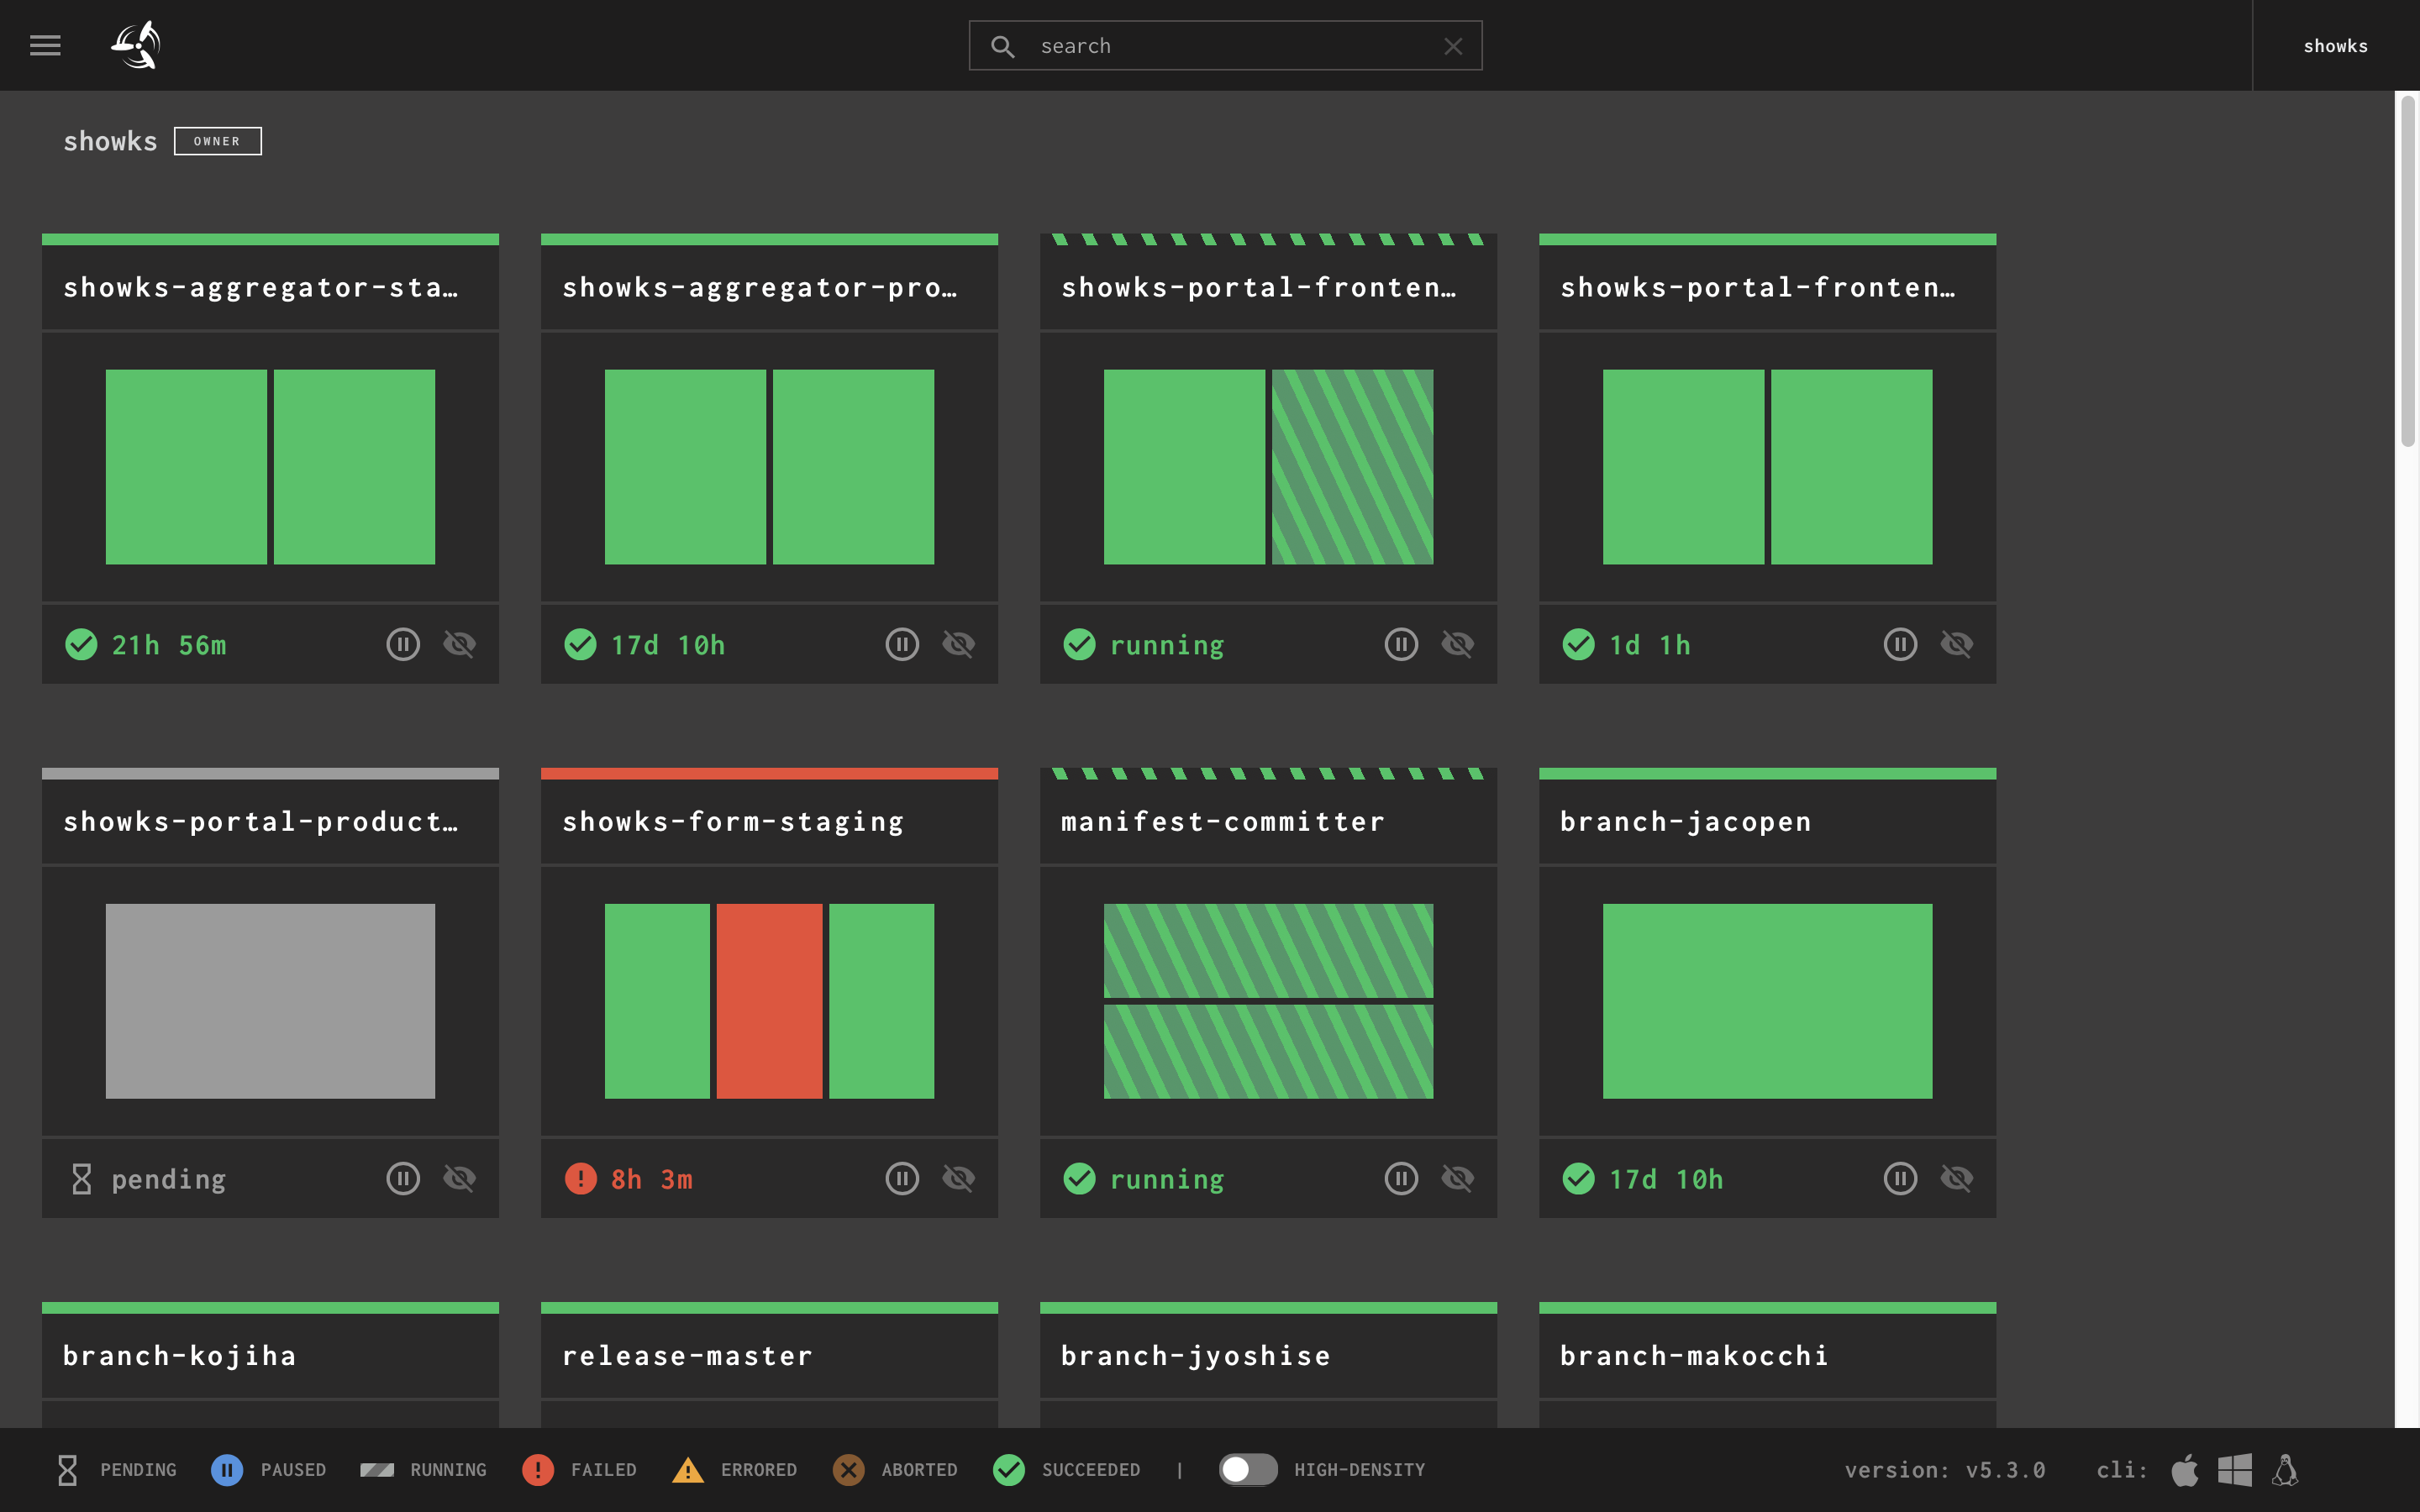 search
showks
showks OWNER
showks-aggregator-sta…
showks-aggregator-pro…
showks-portal-fronten…
showks-portal-fronten…
21h 56m
17d 10h
running
1d 1h
showks-portal-product…
showks-form-staging
manifest-committer
branch-jacopen
pending
8h 3m
running
17d 10h
branch-kojiha
release-master
branch-jyoshise
branch-makocchi
PENDING PAUSED RUNNING FAILED ERRORED ABORTED SUCCEEDED | HIGH-DENSITY version: v5.3.0 cli: